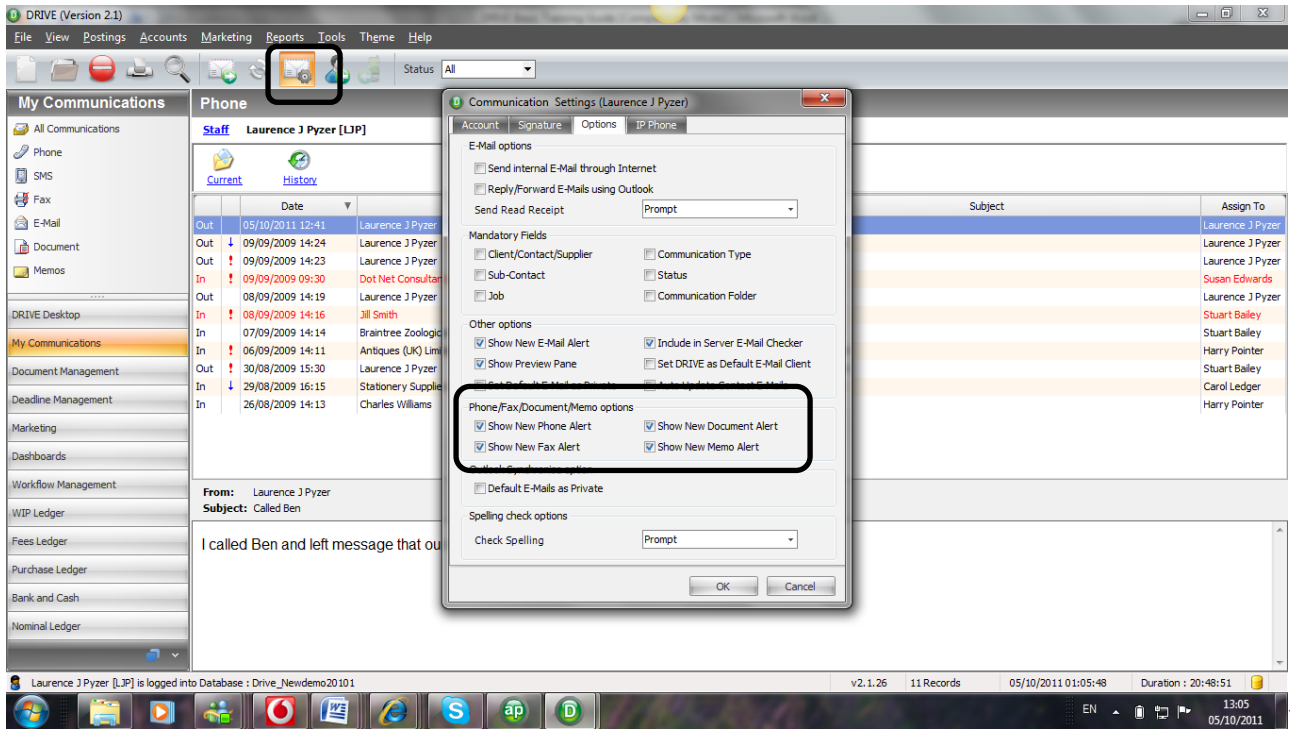 DRIVE (Version 2.1)
File View Postings Accounts Marketing Reports Tools Theme Help
Status All
My Communications
All Communications
Phone
SMS
Fax
E-Mail
Document
Memos
DRIVE Desktop
My Communications
Document Management
Deadline Management
Marketing
Dashboards
Workflow Management
WIP Ledger
Fees Ledger
Purchase Ledger
Bank and Cash
Nominal Ledger
Phone
Staff Laurence J Pyzer [LJP]
Current History
Date Subject Assign To
Out 05/10/2011 12:41 Laurence J Pyzer Laurence J Pyzer
Out 09/09/2009 14:24 Laurence J Pyzer Laurence J Pyzer
Out 09/09/2009 14:23 Laurence J Pyzer Laurence J Pyzer
In 09/09/2009 09:30 Dot Net Consultan Susan Edwards
Out 08/09/2009 14:19 Laurence J Pyzer Laurence J Pyzer
In 08/09/2009 14:16 Jill Smith Stuart Bailey
In 07/09/2009 14:14 Braintree Zoologic Stuart Bailey
In 06/09/2009 14:11 Antiques (UK) Limi Harry Pointer
Out 30/08/2009 15:30 Laurence J Pyzer Stuart Bailey
In 29/08/2009 16:15 Stationery Supplie Carol Ledger
In 26/08/2009 14:13 Charles Williams Harry Pointer
From: Laurence J Pyzer
Subject: Called Ben
I called Ben and left message that ou
Communication Settings (Laurence J Pyzer)
Account Signature Options IP Phone
E-Mail options
Send internal E-Mail through Internet
Reply/Forward E-Mails using Outlook
Send Read Receipt Prompt
Mandatory Fields
Client/Contact/Supplier Communication Type
Sub-Contact Status
Job Communication Folder
Other options
Show New E-Mail Alert Include in Server E-Mail Checker
Show Preview Pane Set DRIVE as Default E-Mail Client
Set Default E-Mail as Private Auto Update Contact E-Mails
Phone/Fax/Document/Memo options
Show New Phone Alert Show New Document Alert
Show New Fax Alert Show New Memo Alert
Outlook Synchronise option
Default E-Mails as Private
Spelling check options
Check Spelling Prompt
OK Cancel
Laurence J Pyzer [LJP] is logged into Database : Drive_Newdemo20101 v2.1.26 11 Records 05/10/2011 01:05:48 Duration : 20:48:51
EN 13:05
05/10/2011